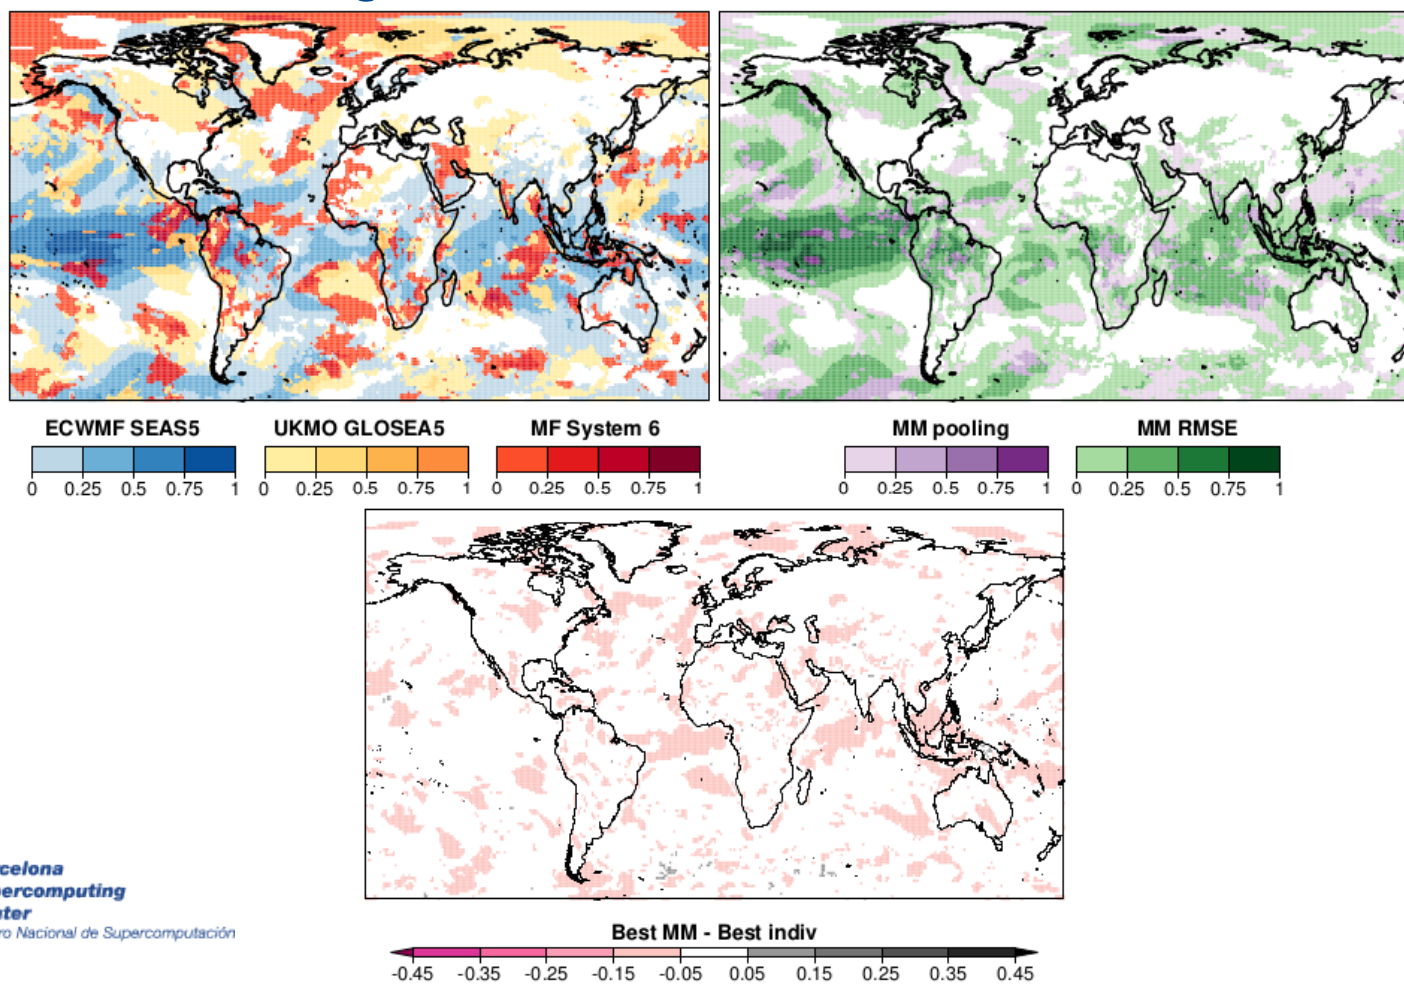 ECWMF SEAS5 UKMO GLOSEA5 MF System 6 MM pooling MM RMSE
0 0.25 0.5 0.75 1 0 0.25 0.5 0.75 1 0 0.25 0.5 0.75 1 0 0.25 0.5 0.75 1 0 0.25 0.5 0.75 1
rcelona
percomputing
nter
ro Nacional de Supercomputación
Best MM - Best indiv
-0.45 -0.35 -0.25 -0.15 -0.05 0.05 0.15 0.25 0.35 0.45